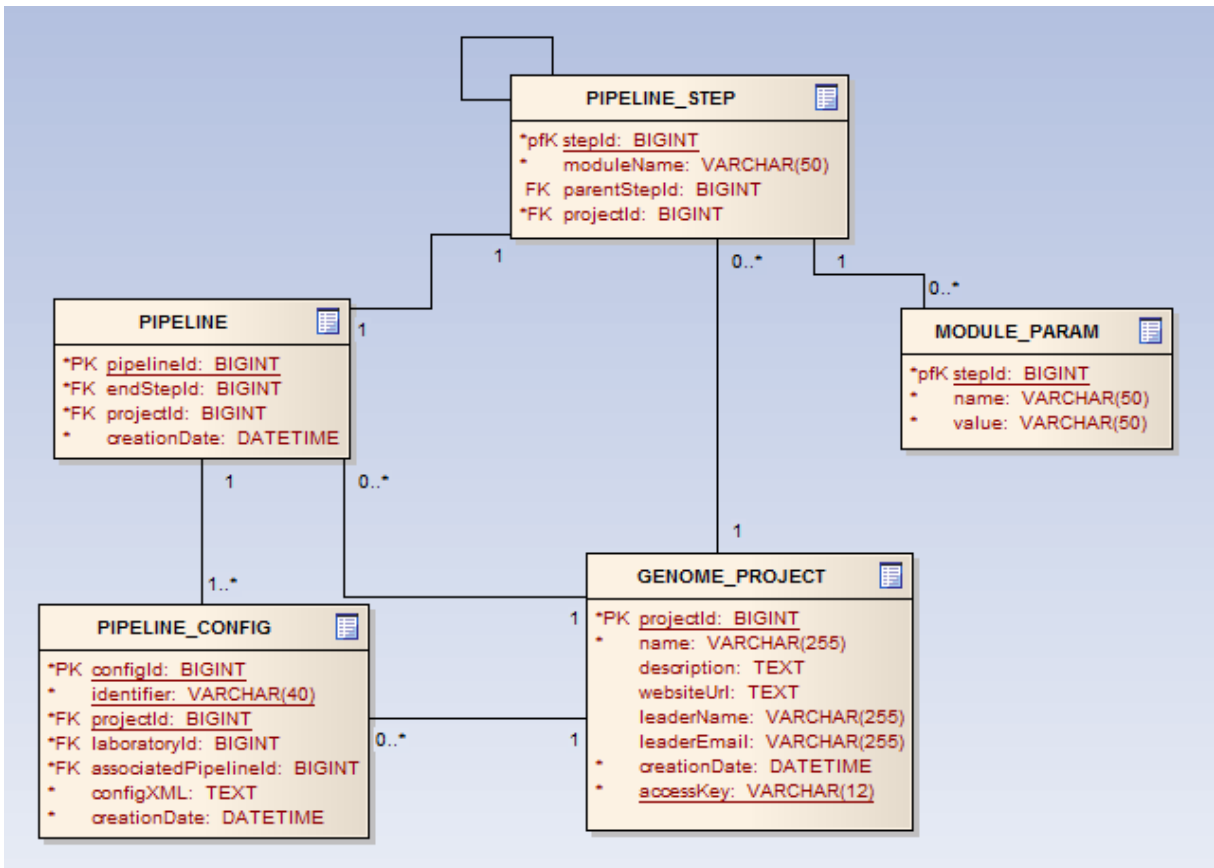 PIPELINE_STEP
*pfK stepId: BIGINT
* moduleName: VARCHAR(50)
FK parentStepId: BIGINT
*FK projectId: BIGINT
1
0..*
1
0..*
PIPELINE
1
*PK pipelineId: BIGINT
*FK endStepId: BIGINT
*FK projectId: BIGINT
* creationDate: DATETIME
MODULE_PARAM
*pfK stepId: BIGINT
* name: VARCHAR(50)
* value: VARCHAR(50)
1
0..*
1
1..*
PIPELINE_CONFIG
*PK configId: BIGINT
* identifier: VARCHAR(40)
*FK projectId: BIGINT
*FK laboratoryId: BIGINT
*FK associatedPipelineId: BIGINT
* configXML: TEXT
* creationDate: DATETIME
0..*
1
1
GENOME_PROJECT
*PK projectId: BIGINT
* name: VARCHAR(255)
description: TEXT
websiteUrl: TEXT
leaderName: VARCHAR(255)
leaderEmail: VARCHAR(255)
* creationDate: DATETIME
* accessKey: VARCHAR(12)